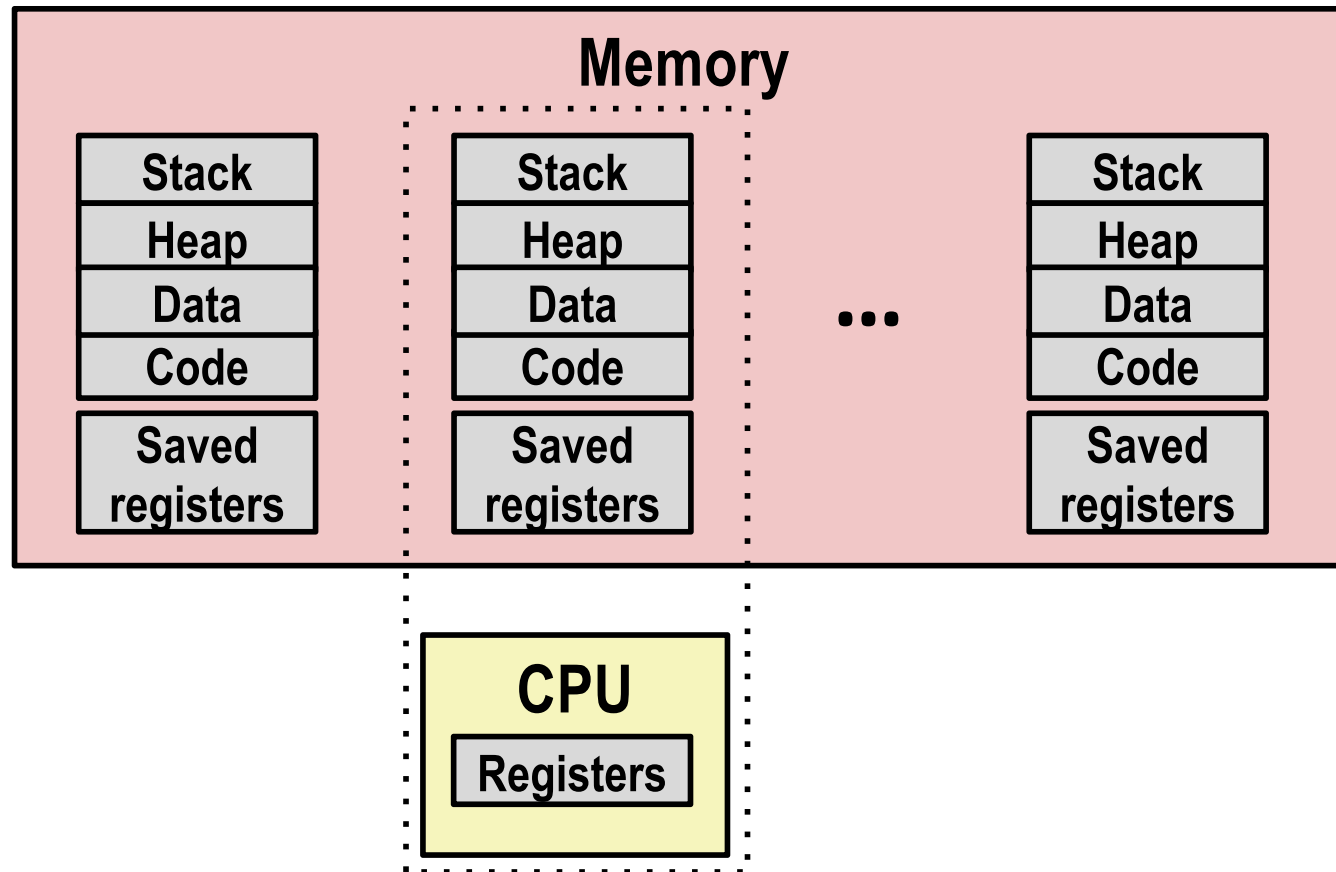 Memory
Stack
Heap
Data
Code
Saved
registers
Stack
Heap
Data
Code
Saved
registers
...
Stack
Heap
Data
Code
Saved
registers
CPU
Registers